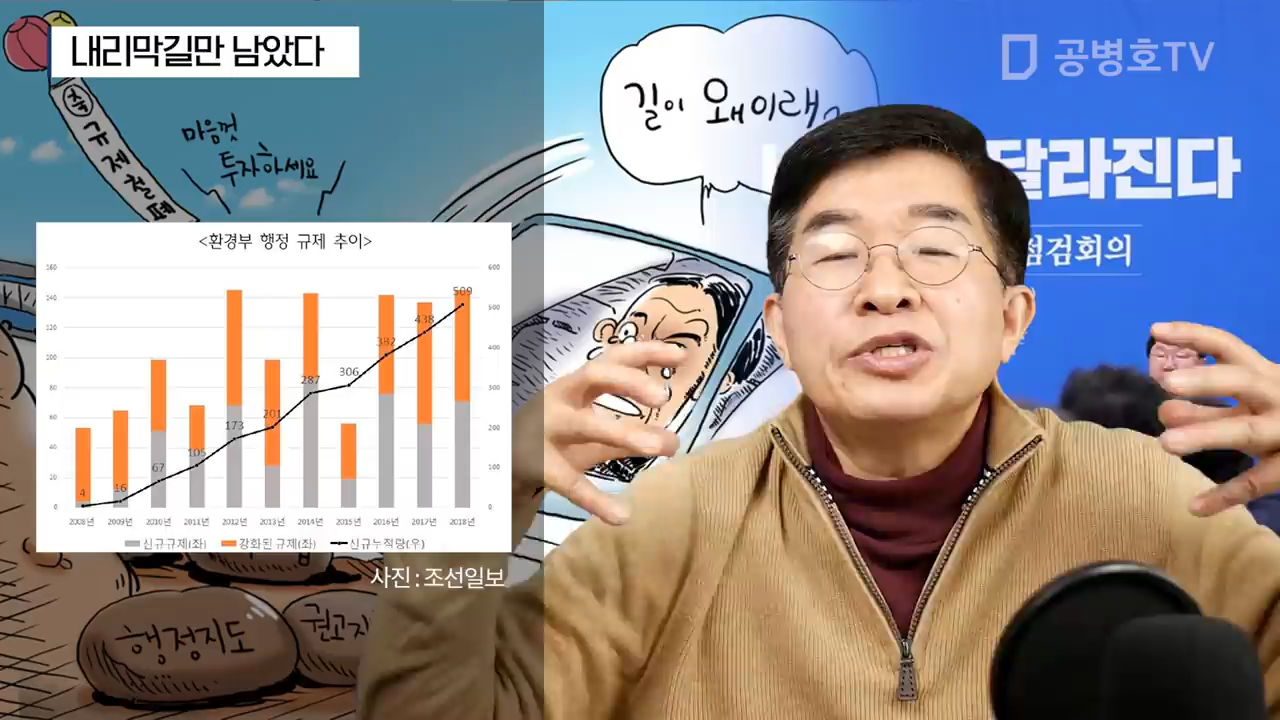 내리막길만 남았다
공병호TV
祝 규제철폐
마음껏
투자하세요
길이 왜이래
달라진다
점검회의
<환경부 행정 규제 추이>
160
140
120
100
80
60
40
20
0
600
500
400
300
200
100
0
4
16
67
105
173
201
287
306
382
438
509
2008년 2009년 2010년 2011년 2012년 2013년 2014년 2015년 2016년 2017년 2018년
신규규제(좌) 강화된 규제(좌) 신규누적량(우)
사진 : 조선일보
행정지도
권고지